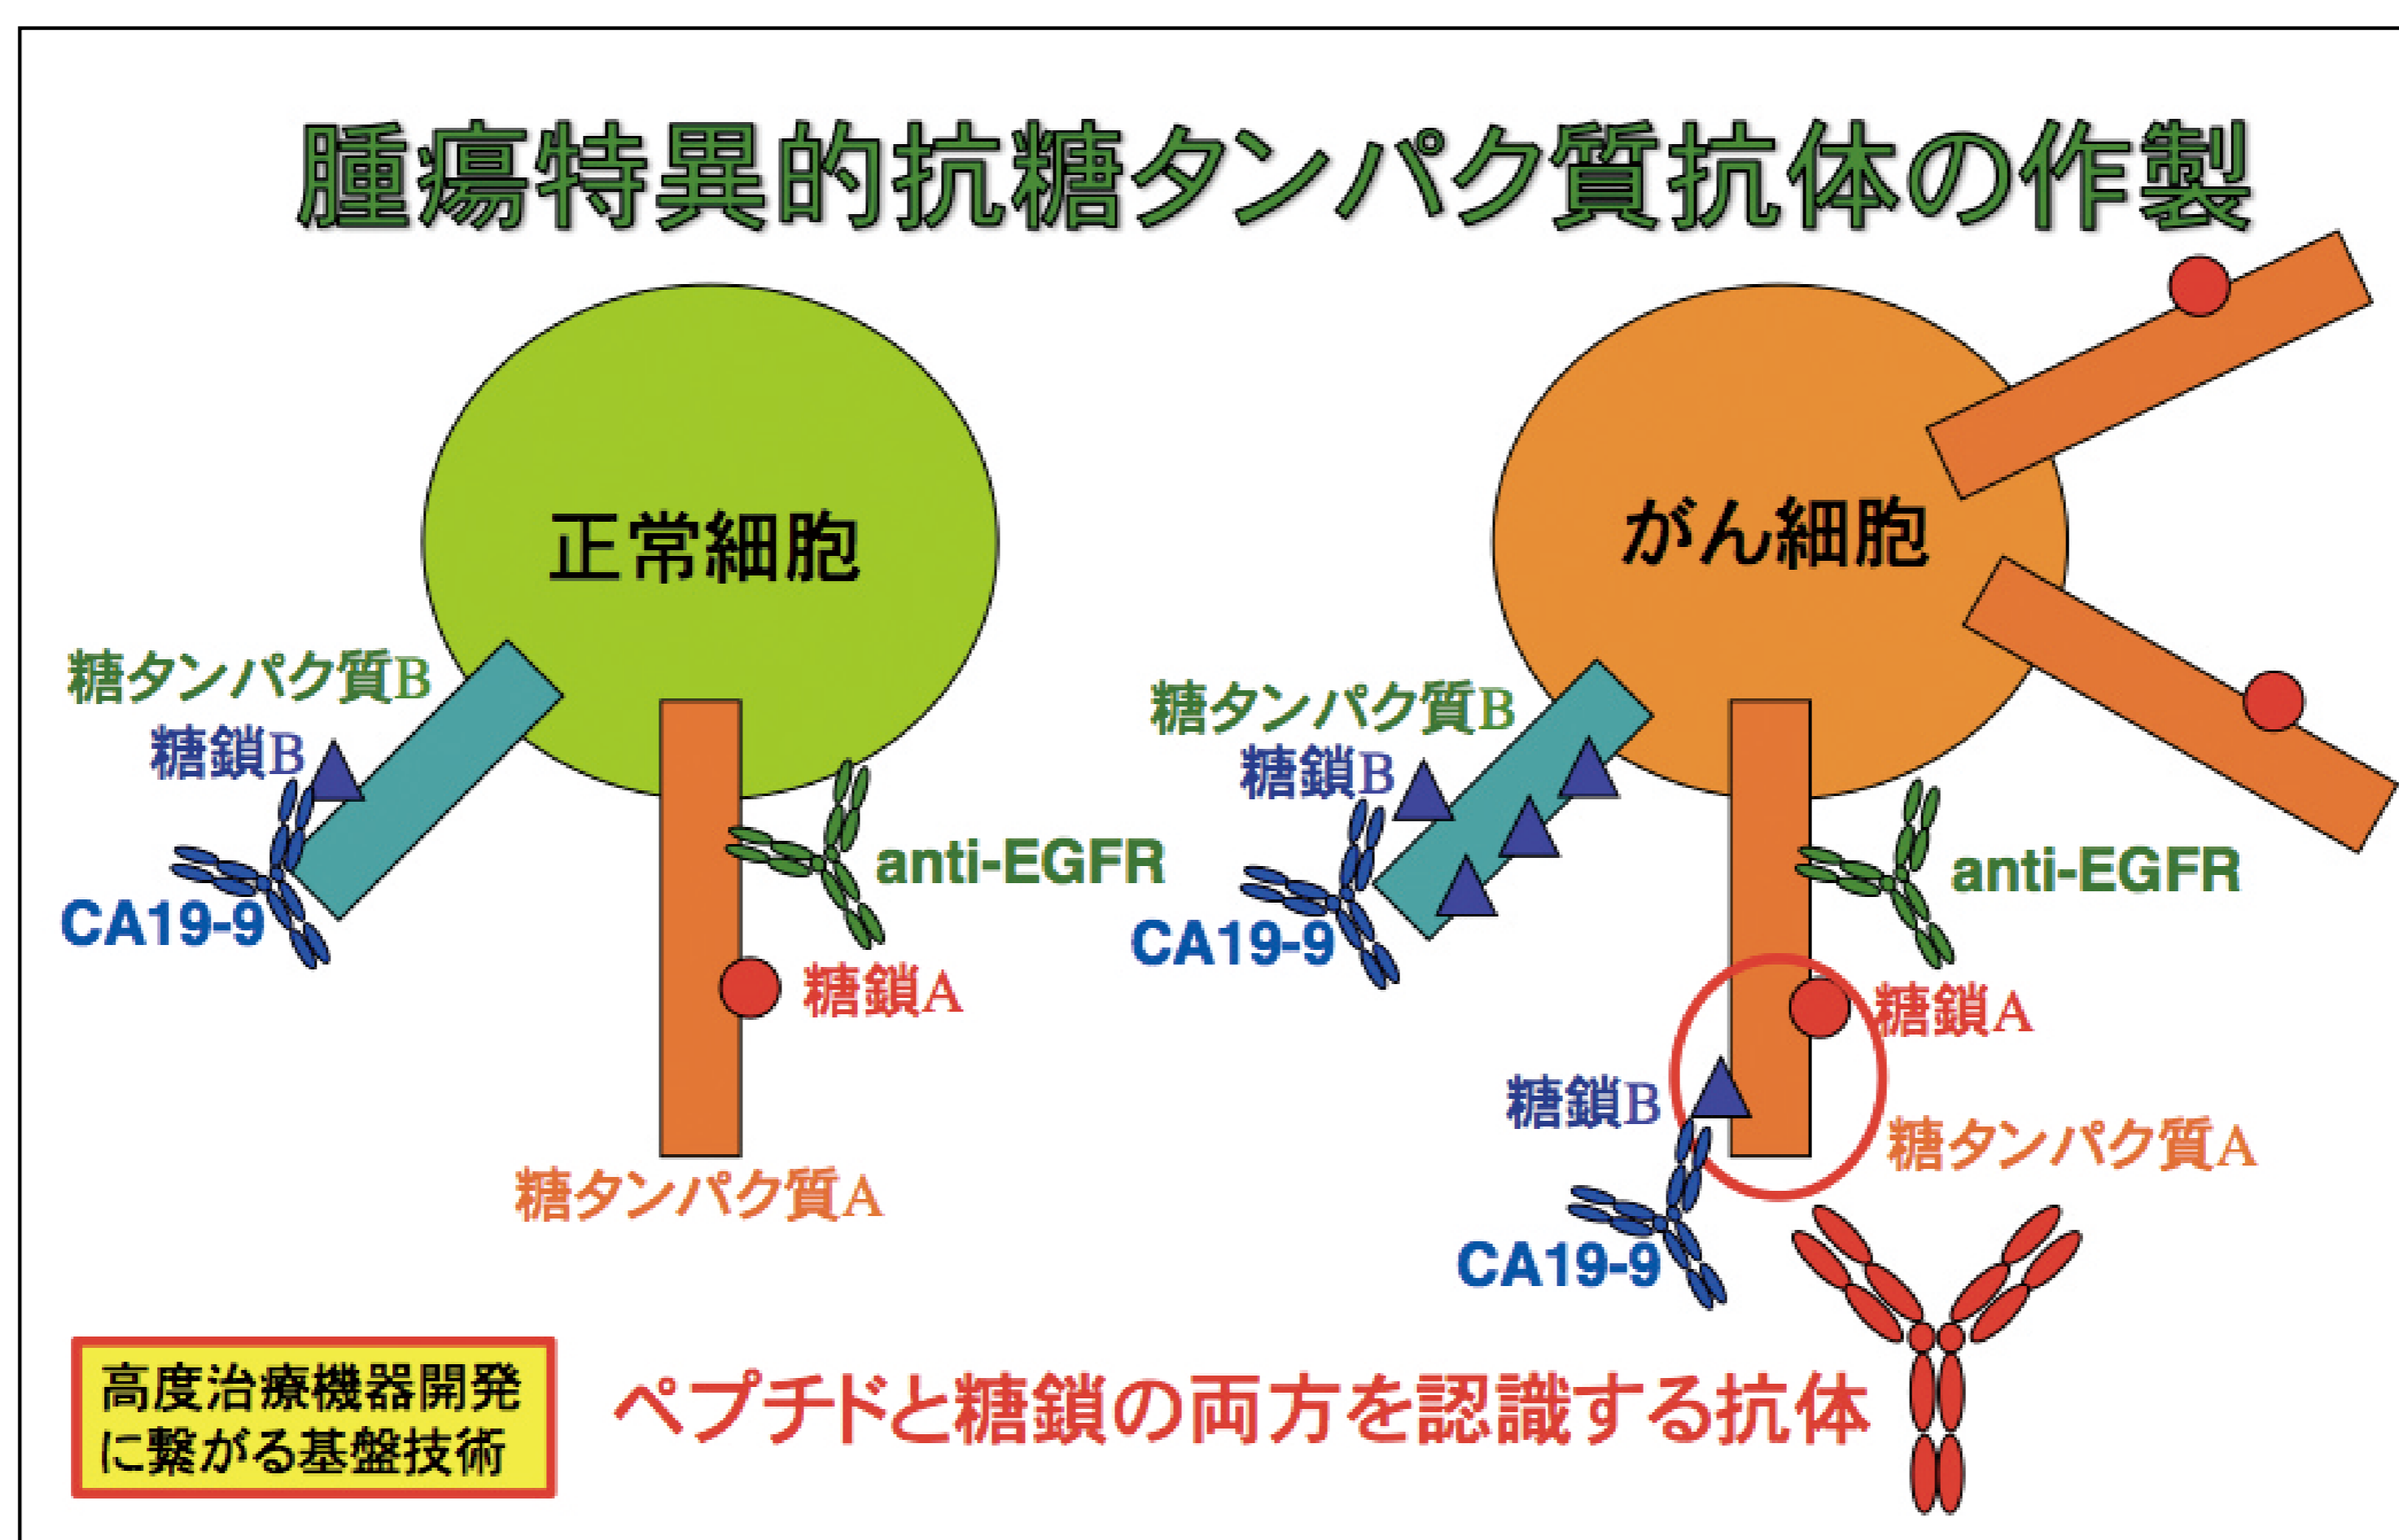 腫瘍特異的抗糖タンパク質抗体の作製
正常細胞
がん細胞
糖タンパク質B
糖鎖B
CA19-9
anti-EGFR
糖鎖A
糖タンパク質A
糖タンパク質B
糖鎖B
CA19-9
anti-EGFR
糖鎖A
糖鎖B
糖タンパク質A
CA19-9
高度治療機器開発
に繋がる基盤技術
ペプチドと糖鎖の両方を認識する抗体